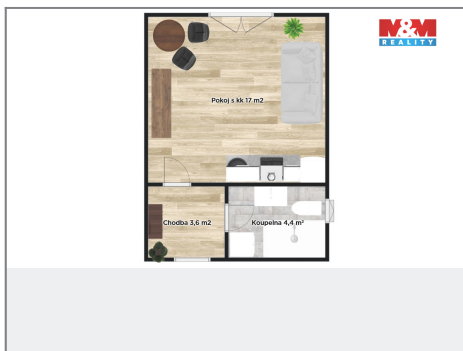 M&M
REALITY
Pokoj s kk 17 m2
Chodba 3,6 m2
Koupelna 4,4 m²